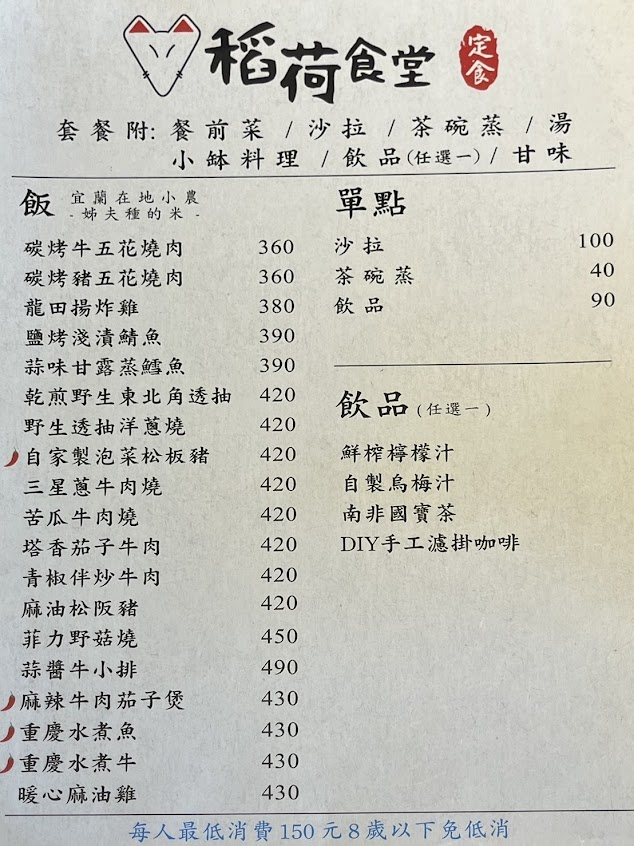 稻荷食堂 定食
套餐附: 餐前菜 / 沙拉 / 茶碗蒸 / 湯
小缽料理 / 飲品(任選一) / 甘味
飯 宜蘭在地小農
- 姊夫種的米 -
碳烤牛五花燒肉 360
碳烤豬五花燒肉 360
龍田揚炸雞 380
鹽烤淺漬鯖魚 390
蒜味甘露蒸鱈魚 390
乾煎野生東北角透抽 420
野生透抽洋蔥燒 420
自家製泡菜松板豬 420
三星蔥牛肉燒 420
苦瓜牛肉燒 420
塔香茄子牛肉 420
青椒伴炒牛肉 420
麻油松阪豬 420
菲力野菇燒 450
蒜醬牛小排 490
麻辣牛肉茄子煲 430
重慶水煮魚 430
重慶水煮牛 430
暖心麻油雞 430
單點
沙拉 100
茶碗蒸 40
飲品 90
飲品(任選一)
鮮榨檸檬汁
自製烏梅汁
南非國寶茶
DIY手工濾掛咖啡
每人最低消費150元8歲以下免低消